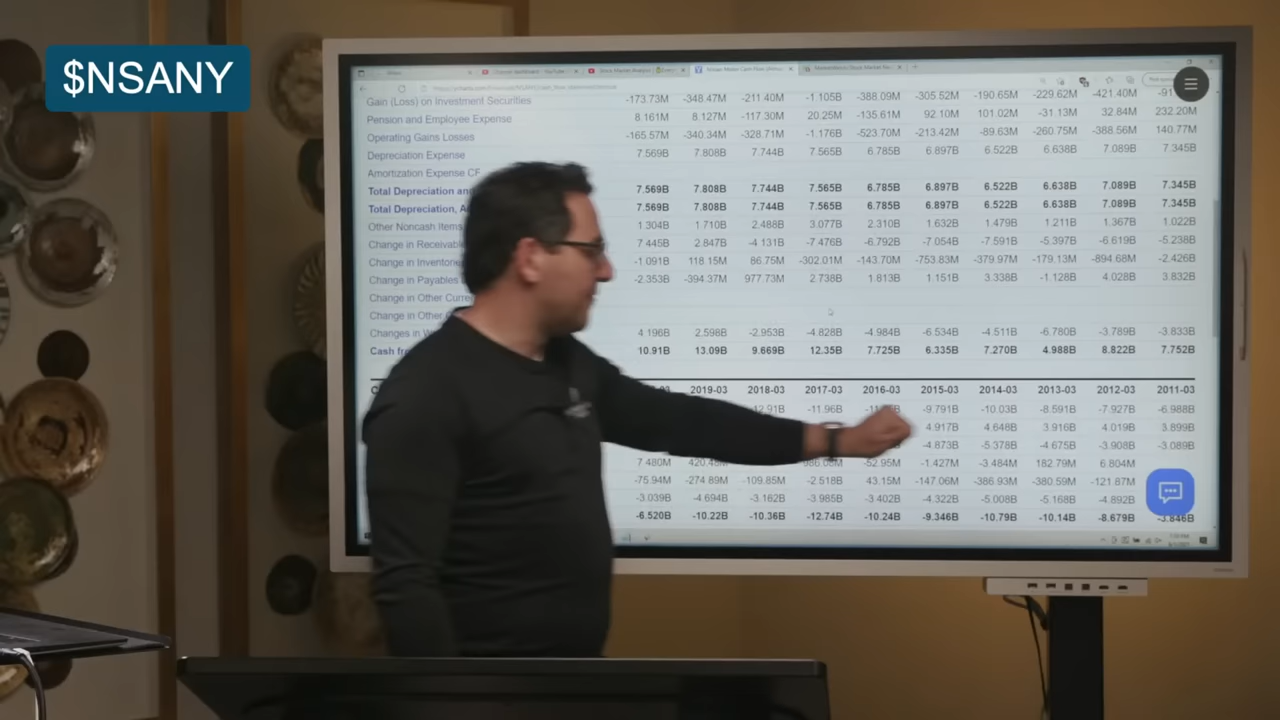 $NSANY
Gain (Loss) on Investment Securities -173.73M -348.47M -211.40M -1.105B -388.09M -305.52M -190.65M -229.62M -421.40M -91
Pension and Employee Expense 8.161M 8.127M -117.30M 20.25M -135.61M 92.10M 101.02M -31.13M 32.84M 232.20M
Operating Gains Losses -165.57M -340.34M -328.71M -1.176B -523.70M -213.42M -89.63M -260.75M -388.56M 140.77M
Depreciation Expense 7.569B 7.808B 7.744B 7.565B 6.785B 6.897B 6.522B 6.638B 7.089B 7.345B
Amortization Expense CF
Total Depreciation an 7.569B 7.808B 7.744B 7.565B 6.785B 6.897B 6.522B 6.638B 7.089B 7.345B
Total Depreciation, A 7.569B 7.808B 7.744B 7.565B 6.785B 6.897B 6.522B 6.638B 7.089B 7.345B
Other Noncash Items 1.304B 1.710B 2.488B 3.077B 2.310B 1.632B 1.479B 1.211B 1.367B 1.022B
Change in Receivable 7.445B 2.847B -4.131B -7.476B -6.792B -7.054B -7.591B -5.397B -6.619B -5.238B
Change in Inventorie -1.091B 118.15M 86.75M -302.01M -143.70M -753.83M -379.97M -179.13M -894.68M -2.426B
Change in Payables -2.353B -394.37M 977.73M 2.738B 1.813B 1.151B 3.338B -1.128B 4.028B 3.832B
Change in Other Curre
Change in Other
Changes in W 4.196B 2.598B -2.953B -4.828B -4.984B -6.534B -4.511B -6.780B -3.789B -3.833B
Cash fr 10.91B 13.09B 9.669B 12.35B 7.725B 6.335B 7.270B 4.988B 8.822B 7.752B
2019-03 2018-03 2017-03 2016-03 2015-03 2014-03 2013-03 2012-03 2011-03
-11.96B -9.791B -10.03B -8.591B -7.927B -6.988B
4.917B 4.648B 3.916B 4.019B 3.899B
-4.873B -5.378B -4.675B -3.908B -3.089B
7.480M -52.95M -1.427M -3.484M 182.79M 6.804M
-75.94M -274.89M -109.85M -2.518B 43.15M -147.06M -386.93M -380.59M -121.87M
-3.039B -4.694B -3.162B -3.985B -3.402B -4.322B -5.008B -5.168B -4.892B
-6.520B -10.22B -10.36B -12.74B -10.24B -9.346B -10.79B -10.14B -8.679B -3.846B